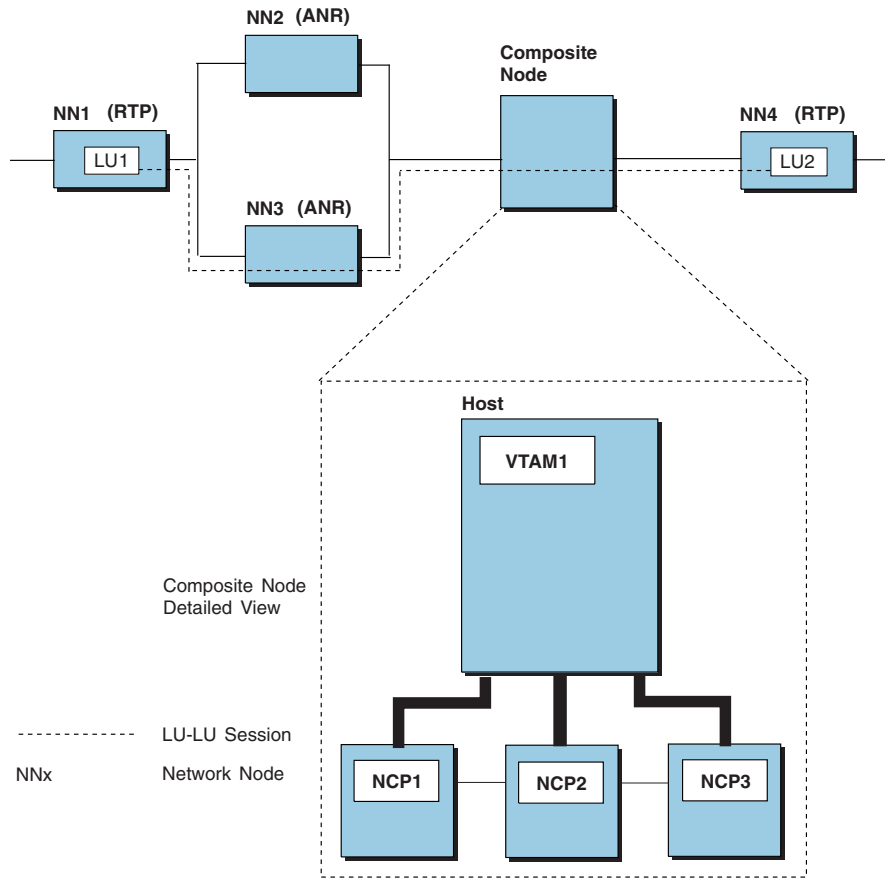 NN2 (ANR)
Composite
Node
NN1 (RTP)
NN4 (RTP)
LU1
LU2
NN3 (ANR)
Host
VTAM1
Composite Node
Detailed View
LU-LU Session
NNx Network Node
NCP1
NCP2
NCP3